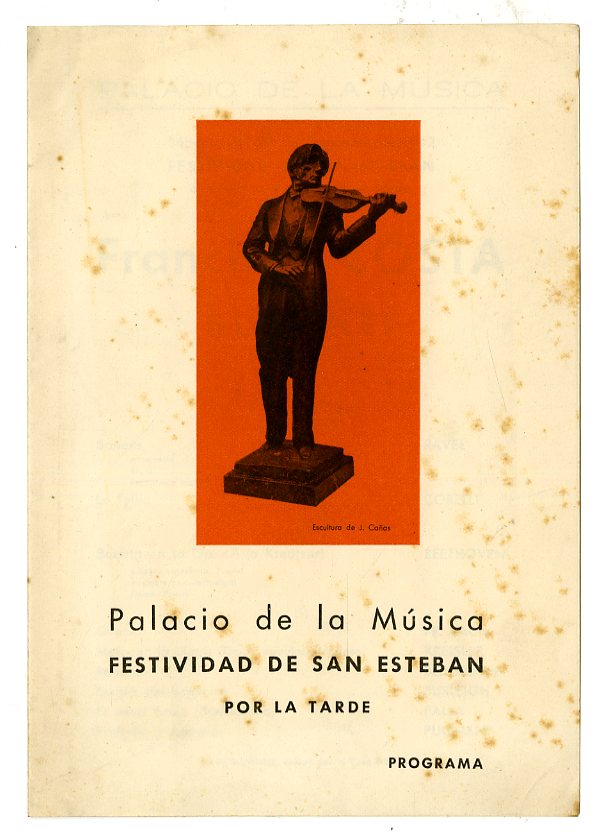 Escultura de J. Cañas
Palacio de la Música
FESTIVIDAD DE SAN ESTEBAN
POR LA TARDE
PROGRAMA